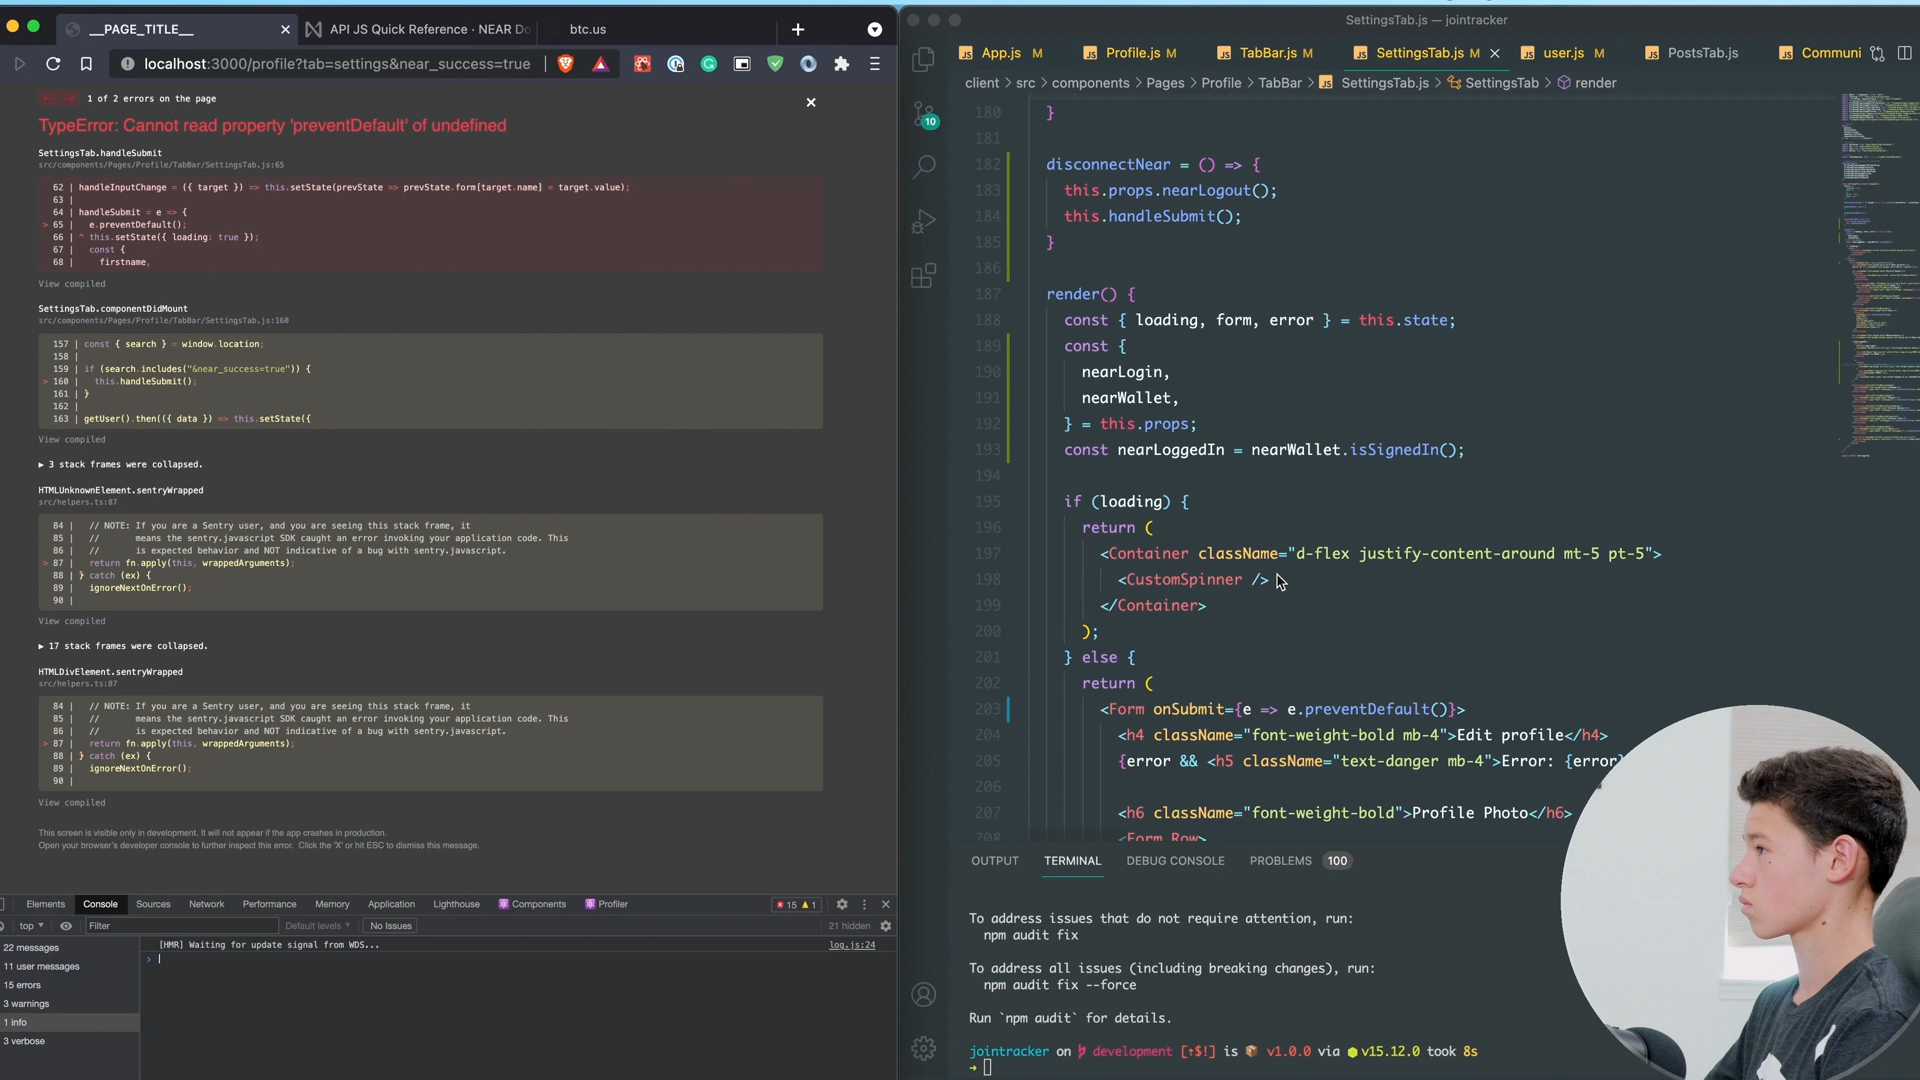 __PAGE_TITLE__
API JS Quick Reference · NEAR Do
btc.us
localhost:3000/profile?tab=settings&near_success=true
1 of 2 errors on the page
TypeError: Cannot read property 'preventDefault' of undefined
SettingsTab.handleSubmit
src/components/Pages/Profile/TabBar/SettingsTab.js:65
62 | handleInputChange = ({ target }) => this.setState(prevState => prevState.form[target.name] = target.value);
63 |
64 | handleSubmit = e => {
> 65 |   e.preventDefault();
66 | ^ this.setState({ loading: true });
67 |   const {
68 |     firstname,
View compiled
SettingsTab.componentDidMount
src/components/Pages/Profile/TabBar/SettingsTab.js:160
157 | const { search } = window.location;
158 |
159 | if (search.includes("&near_success=true")) {
> 160 |   this.handleSubmit();
161 | }
162 |
163 | getUser().then(({ data }) => this.setState({
View compiled
▶ 3 stack frames were collapsed.
HTMLUnknownElement.sentryWrapped
src/helpers.ts:87
84 |   // NOTE: If you are a Sentry user, and you are seeing this stack frame, it
85 |   //       means the sentry.javascript SDK caught an error invoking your application code. This
86 |   //       is expected behavior and NOT indicative of a bug with sentry.javascript.
> 87 |   return fn.apply(this, wrappedArguments);
88 | } catch (ex) {
89 |   ignoreNextOnError();
90 |
View compiled
▶ 17 stack frames were collapsed.
HTMLDivElement.sentryWrapped
src/helpers.ts:87
84 |   // NOTE: If you are a Sentry user, and you are seeing this stack frame, it
85 |   //       means the sentry.javascript SDK caught an error invoking your application code. This
86 |   //       is expected behavior and NOT indicative of a bug with sentry.javascript.
> 87 |   return fn.apply(this, wrappedArguments);
88 | } catch (ex) {
89 |   ignoreNextOnError();
90 |
View compiled
This screen is visible only in development. It will not appear if the app crashes in production.
Open your browser's developer console to further inspect this error. Click the 'X' or hit ESC to dismiss this message.
Elements Console Sources Network Performance Memory Application Lighthouse Components Profiler 15 1
top Filter Default levels No Issues 21 hidden
22 messages
11 user messages
15 errors
3 warnings
1 info
3 verbose
[HMR] Waiting for update signal from WDS... log.js:24
SettingsTab.js — jointracker
JS App.js M JS Profile.js M JS TabBar.js M JS SettingsTab.js M JS user.js M JS PostsTab.js JS Communi
client > src > components > Pages > Profile > TabBar > JS SettingsTab.js > SettingsTab > render
10
180 }
181
182 disconnectNear = () => {
183   this.props.nearLogout();
184   this.handleSubmit();
185 }
186
187 render() {
188   const { loading, form, error } = this.state;
189   const {
190     nearLogin,
191     nearWallet,
192   } = this.props;
193   const nearLoggedIn = nearWallet.isSignedIn();
194
195   if (loading) {
196     return (
197       <Container className="d-flex justify-content-around mt-5 pt-5">
198         <CustomSpinner />
199       </Container>
200     );
201   } else {
202     return (
203       <Form onSubmit={e => e.preventDefault()}>
204         <h4 className="font-weight-bold mb-4">Edit profile</h4>
205         {error && <h5 className="text-danger mb-4">Error: {error}
206
207         <h6 className="font-weight-bold">Profile Photo</h6>
208         <Form.Row>
OUTPUT TERMINAL DEBUG CONSOLE PROBLEMS 100
To address issues that do not require attention, run:
npm audit fix
To address all issues (including breaking changes), run:
npm audit fix --force
Run `npm audit` for details.
jointracker on development [↑$!] is v1.0.0 via v15.12.0 took 8s
→